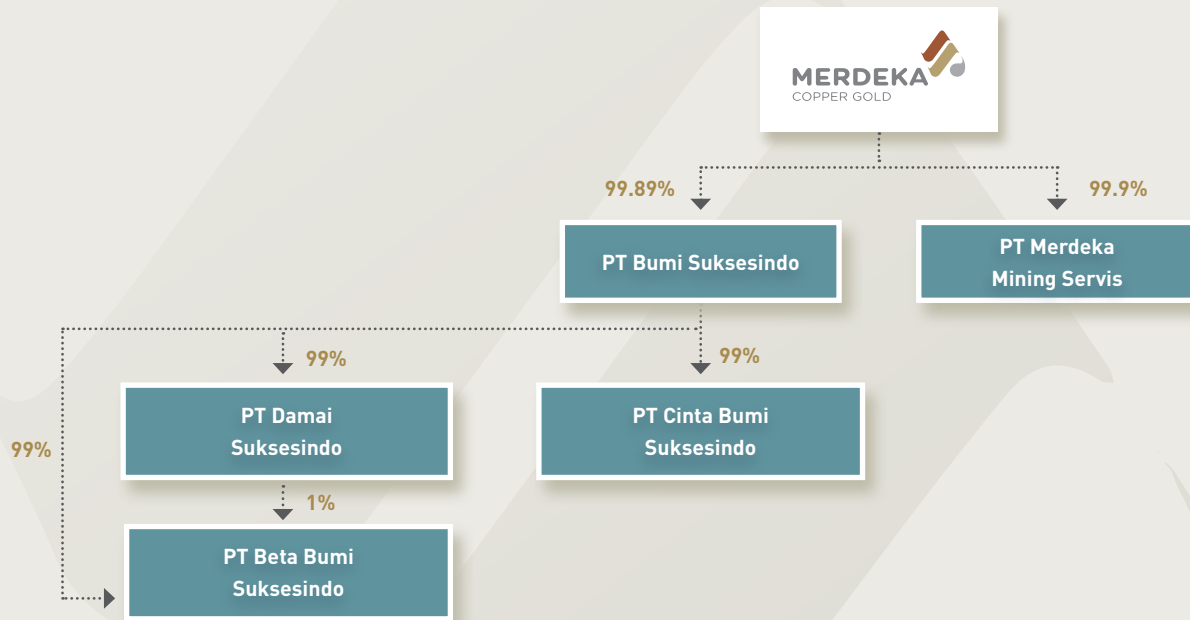 MERDEKA
COPPER GOLD
99.89%
99.9%
PT Bumi Suksesindo
PT Merdeka
Mining Servis
99%
99%
PT Damai
Suksesindo
PT Cinta Bumi
Suksesindo
99%
1%
PT Beta Bumi
Suksesindo